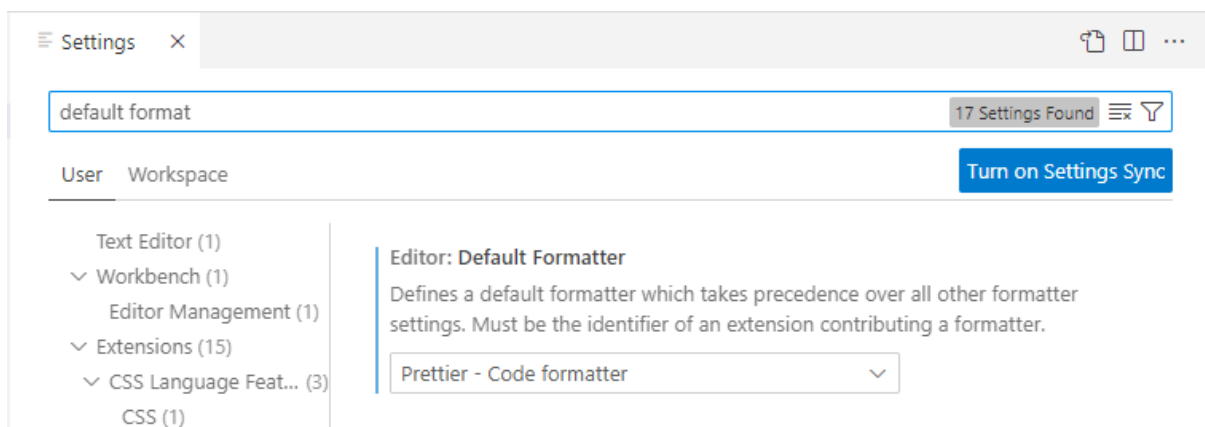 Settings
default format
17 Settings Found
User Workspace
Turn on Settings Sync
Text Editor (1)
Workbench (1)
Editor Management (1)
Extensions (15)
CSS Language Feat... (3)
CSS (1)
Editor: Default Formatter
Defines a default formatter which takes precedence over all other formatter
settings. Must be the identifier of an extension contributing a formatter.
Prettier - Code formatter